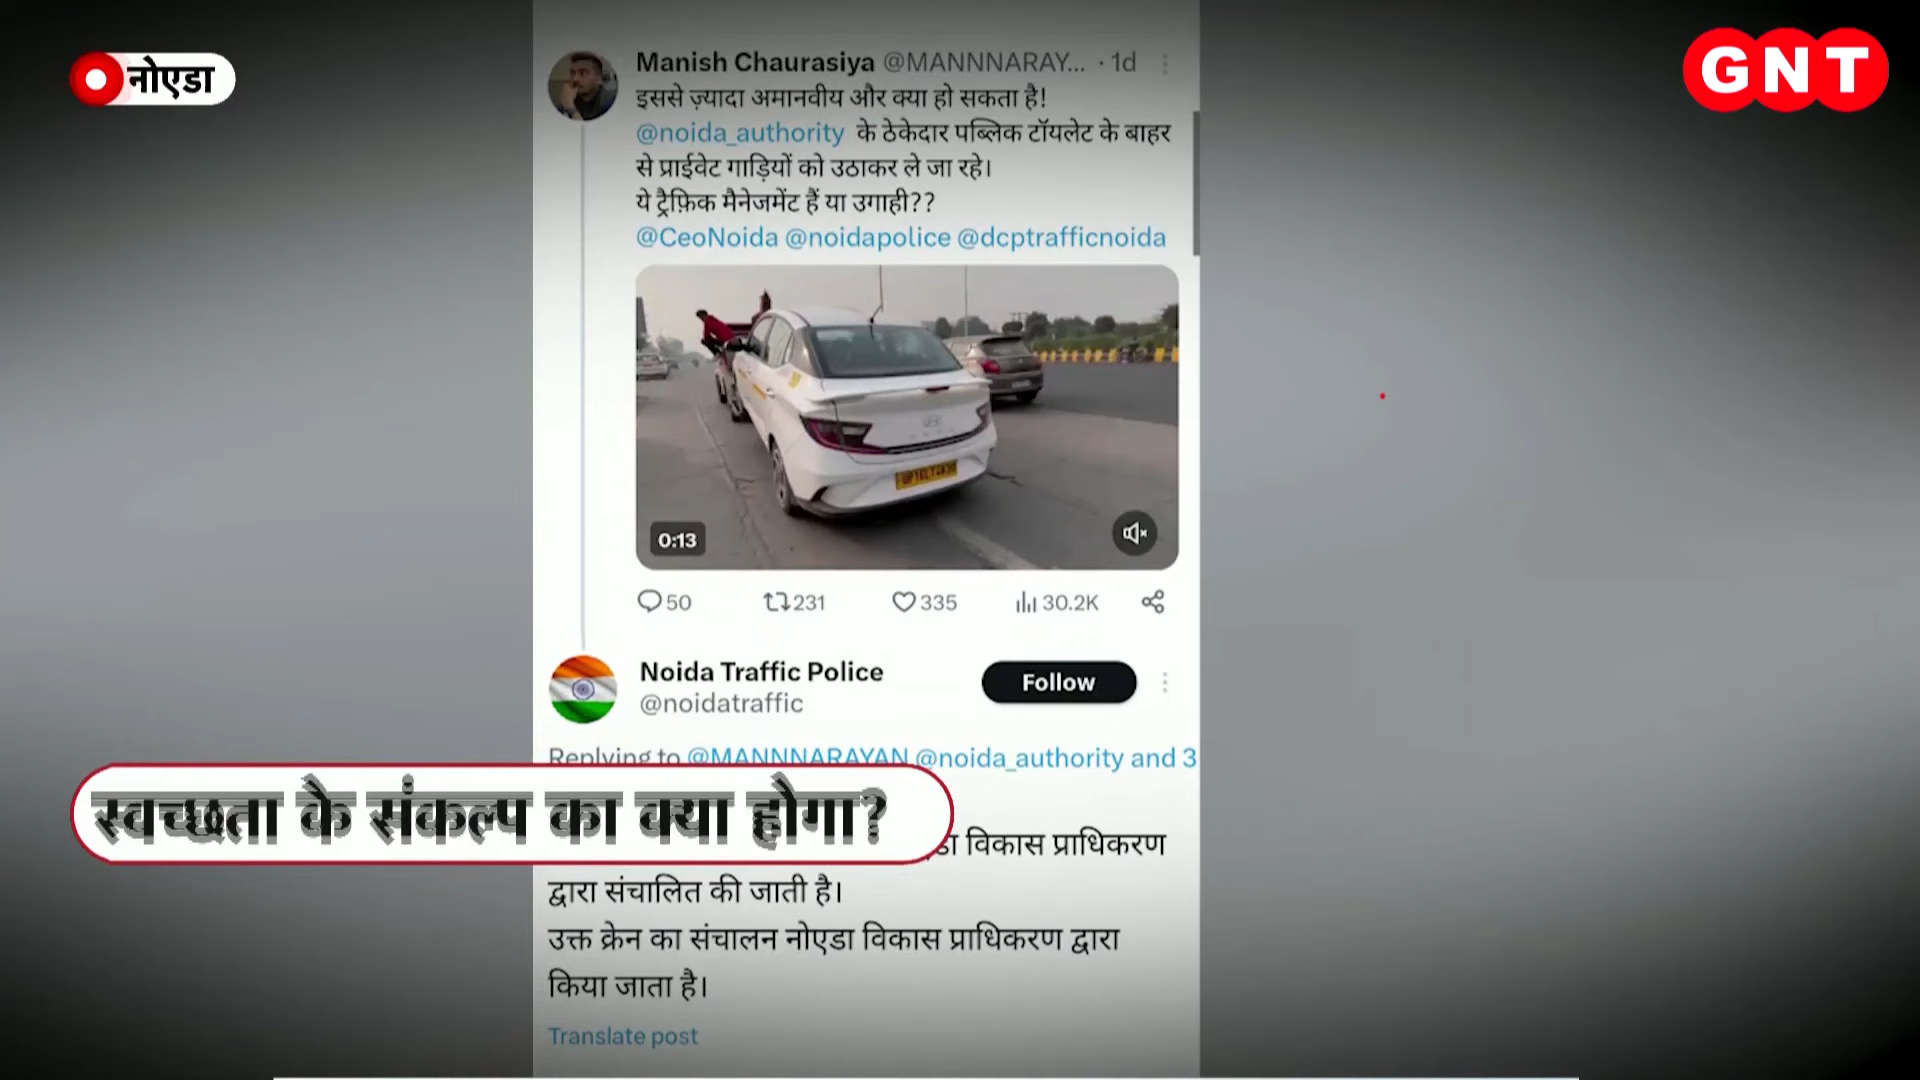 नोएडा
GNT
Manish Chaurasiya @MANNNARAY... · 1d
इससे ज़्यादा अमानवीय और क्या हो सकता है!
@noida_authority के ठेकेदार पब्लिक टॉयलेट के बाहर
से प्राईवेट गाड़ियों को उठाकर ले जा रहे।
ये ट्रैफ़िक मैनेजमेंट हैं या उगाही??
@CeoNoida @noidapolice @dcptrafficnoida
0:13
50 231 335 30.2K
Noida Traffic Police
@noidatraffic
Follow
Replying to @MANNNARAYAN @noida_authority and 3
स्वच्छता के संकल्प का क्या होगा?
विकास प्राधिकरण
द्वारा संचालित की जाती है।
उक्त क्रेन का संचालन नोएडा विकास प्राधिकरण द्वारा
किया जाता है।
Translate post